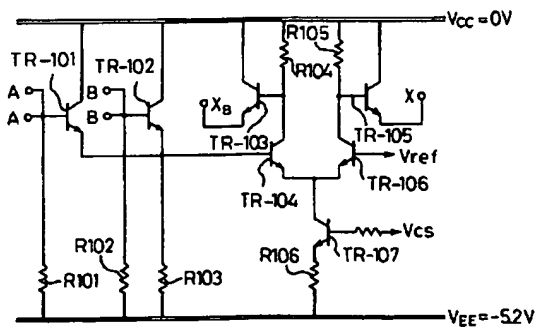 VCC=0V
R105
R104
TR-101
TR-102
A
B
XB
X
A
B
TR-103
TR-105
Vref
TR-104
TR-106
R102
R106
Vcs
TR-107
R101
R103
VEE=-5.2V